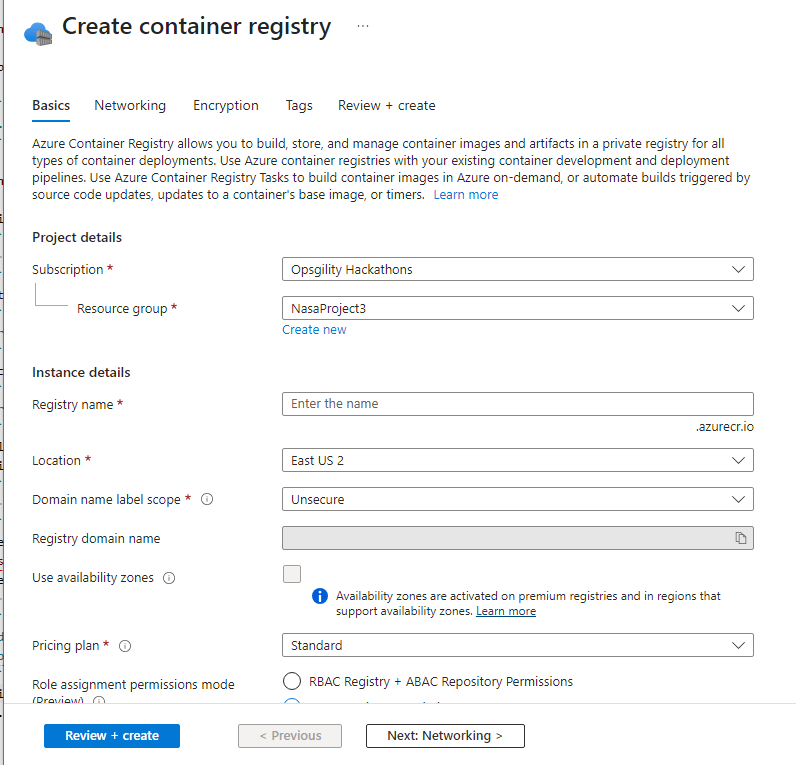 Create container registry ...
Basics Networking Encryption Tags Review + create
Azure Container Registry allows you to build, store, and manage container images and artifacts in a private registry for all
types of container deployments. Use Azure container registries with your existing container development and deployment
pipelines. Use Azure Container Registry Tasks to build container images in Azure on-demand, or automate builds triggered by
source code updates, updates to a container's base image, or timers. Learn more
Project details
Subscription * Opsgility Hackathons
Resource group * NasaProject3
Create new
Instance details
Registry name * Enter the name
.azurecr.io
Location * East US 2
Domain name label scope * Unsecure
Registry domain name
Use availability zones
Availability zones are activated on premium registries and in regions that
support availability zones. Learn more
Pricing plan * Standard
Role assignment permissions mode RBAC Registry + ABAC Repository Permissions
(Preview)
Review + create < Previous Next: Networking >